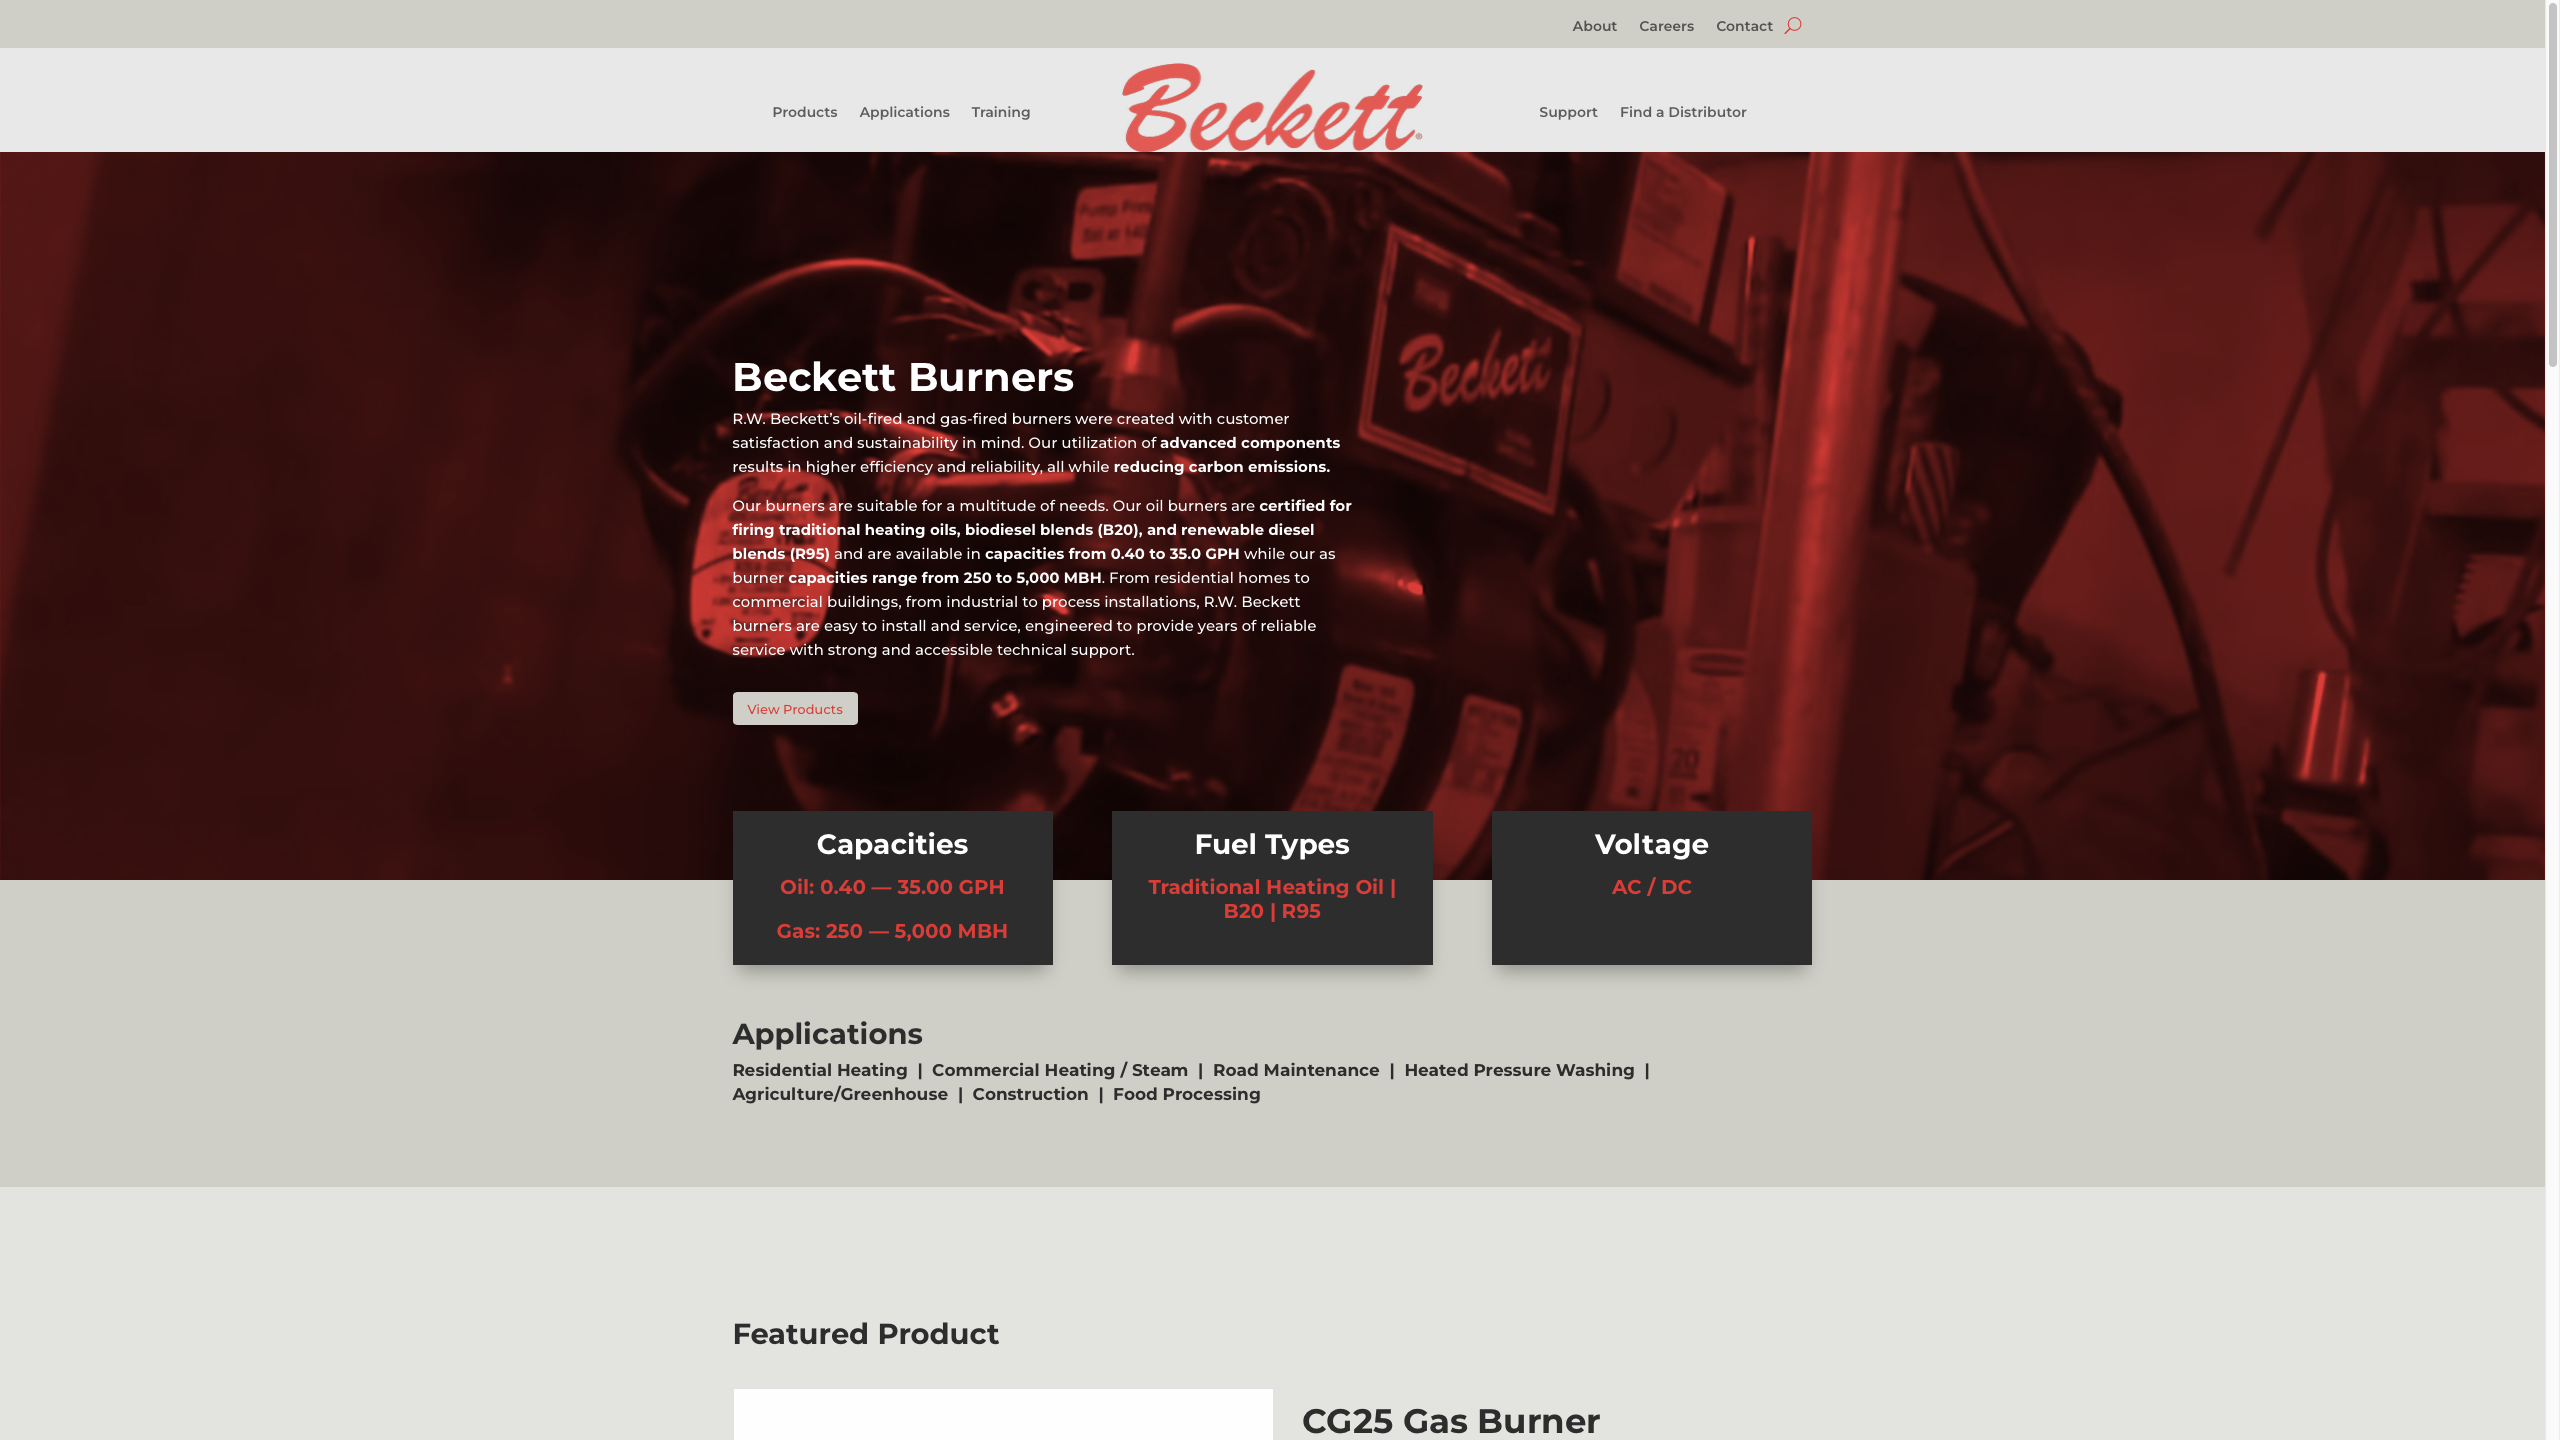 About Careers Contact
Products Applications Training
Beckett®
Support Find a Distributor
Beckett
Beckett Burners
R.W. Beckett’s oil-fired and gas-fired burners were created with customer
satisfaction and sustainability in mind. Our utilization of advanced components
results in higher efficiency and reliability, all while reducing carbon emissions.
Our burners are suitable for a multitude of needs. Our oil burners are certified for
firing traditional heating oils, biodiesel blends (B20), and renewable diesel
blends (R95) and are available in capacities from 0.40 to 35.0 GPH while our as
burner capacities range from 250 to 5,000 MBH. From residential homes to
commercial buildings, from industrial to process installations, R.W. Beckett
burners are easy to install and service, engineered to provide years of reliable
service with strong and accessible technical support.
View Products
20
Capacities
Oil: 0.40 — 35.00 GPH
Gas: 250 — 5,000 MBH
Fuel Types
Traditional Heating Oil |
B20 | R95
Voltage
AC / DC
Applications
Residential Heating | Commercial Heating / Steam | Road Maintenance | Heated Pressure Washing |
Agriculture/Greenhouse | Construction | Food Processing
Featured Product
CG25 Gas Burner